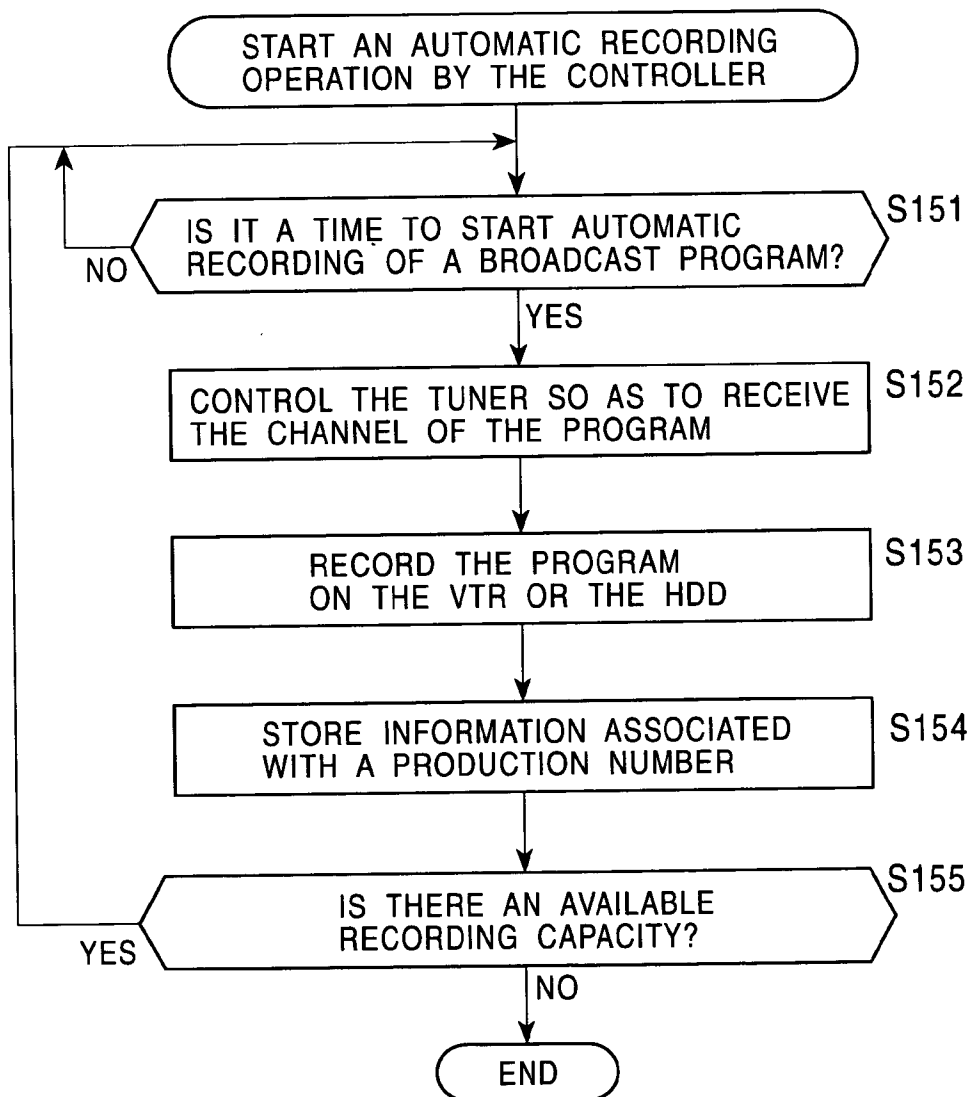 START AN AUTOMATIC RECORDING
OPERATION BY THE CONTROLLER
S151
IS IT A TIME TO START AUTOMATIC
RECORDING OF A BROADCAST PROGRAM?
NO
YES
S152
CONTROL THE TUNER SO AS TO RECEIVE
THE CHANNEL OF THE PROGRAM
S153
RECORD THE PROGRAM
ON THE VTR OR THE HDD
S154
STORE INFORMATION ASSOCIATED
WITH A PRODUCTION NUMBER
S155
IS THERE AN AVAILABLE
RECORDING CAPACITY?
YES
NO
END